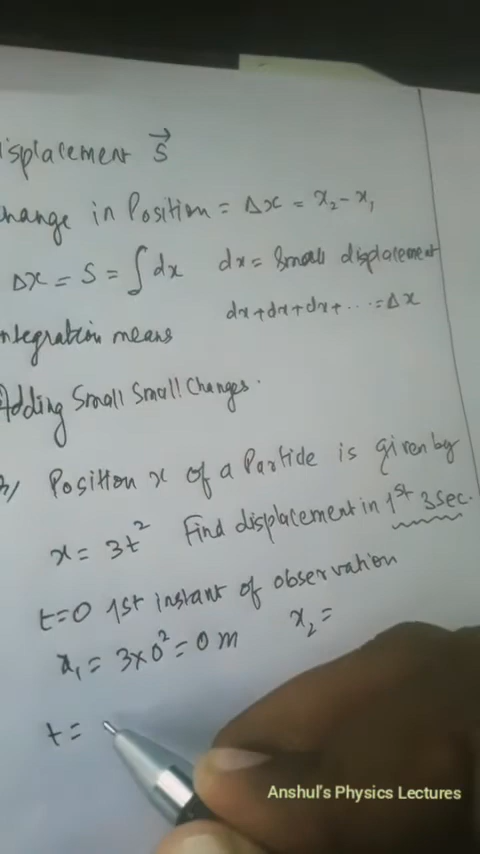 isplacement s⃗
hange in Position = Δx = x₂ - x₁
Δx = S = ∫dx dx = Small displacement
dx+dx+dx+...=Δx
ntegration means
Adding Small Small Changes.
Position x of a Particle is given by
x = 3t² Find displacement in 1st 3 sec.
t=0 1st instant of observation
x₁ = 3×0² = 0 m x₂ =
t =
Anshul's Physics Lectures